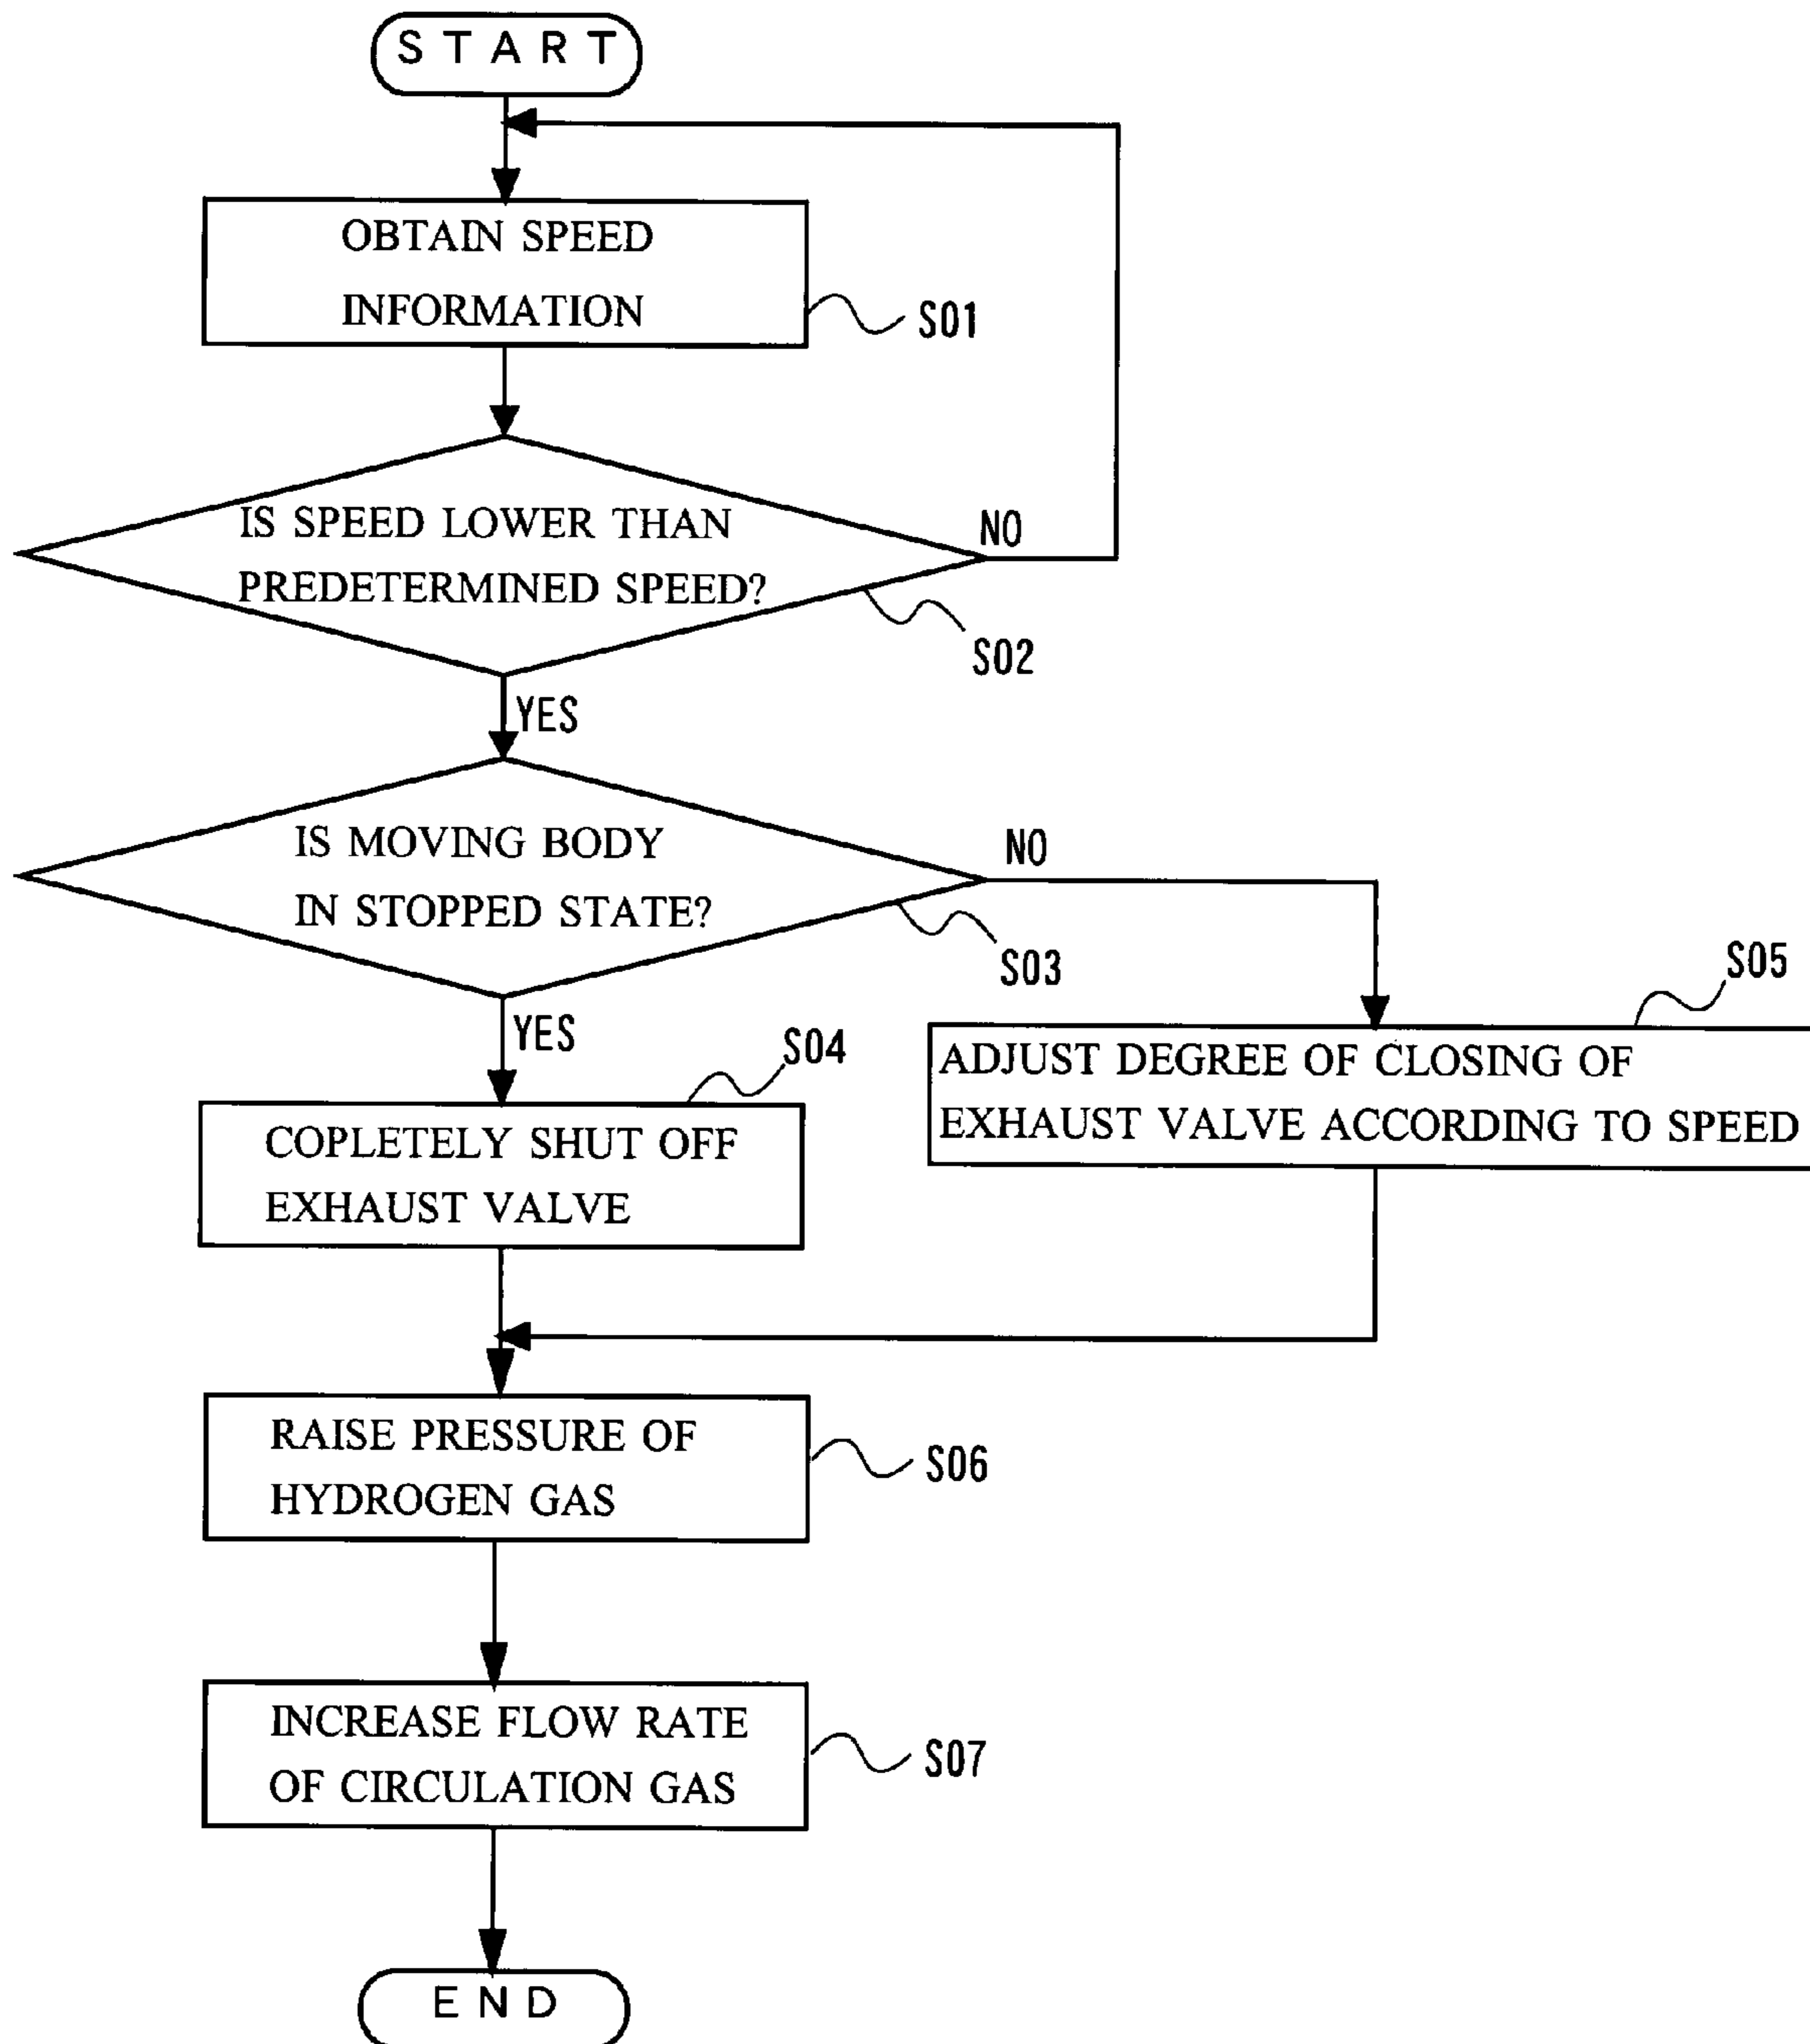 START
OBTAIN SPEED
INFORMATION
S01
IS SPEED LOWER THAN
PREDETERMINED SPEED?
NO
S02
YES
IS MOVING BODY
IN STOPPED STATE?
NO
S03
YES
S04
COPLETELY SHUT OFF
EXHAUST VALVE
S05
ADJUST DEGREE OF CLOSING OF
EXHAUST VALVE ACCORDING TO SPEED
RAISE PRESSURE OF
HYDROGEN GAS
S06
INCREASE FLOW RATE
OF CIRCULATION GAS
S07
END